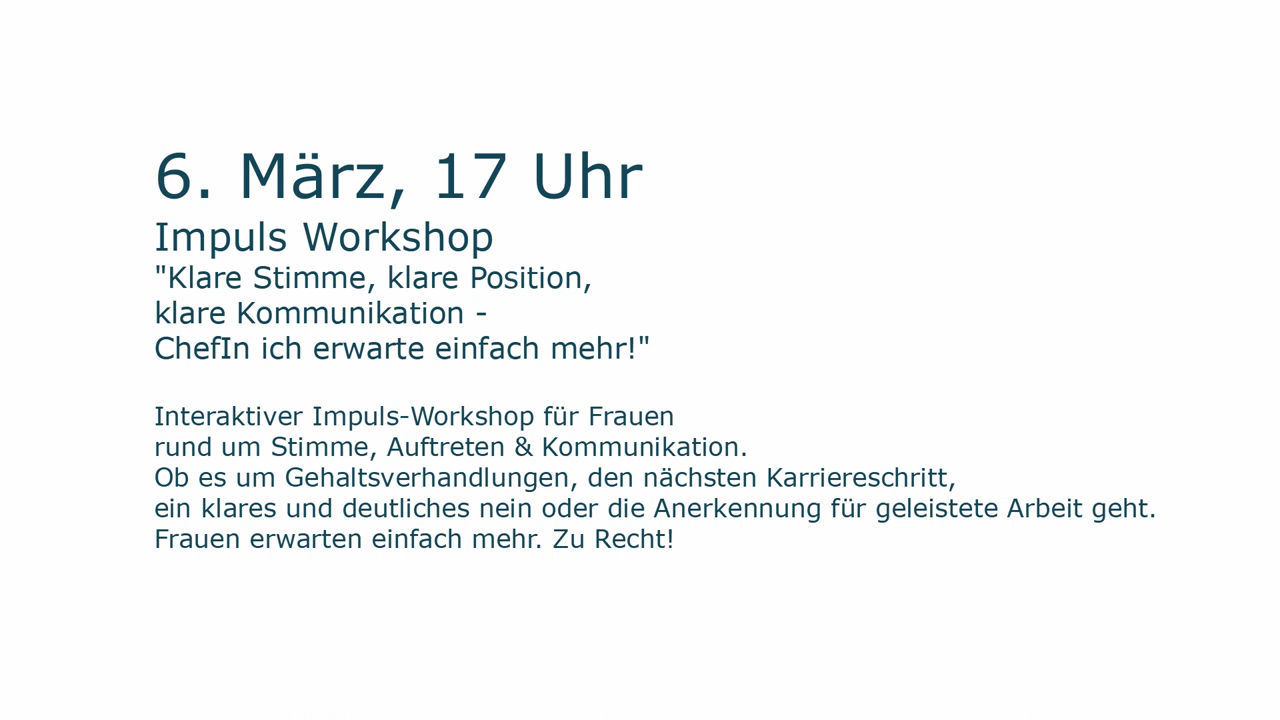 6. März, 17 Uhr
Impuls Workshop
"Klare Stimme, klare Position,
klare Kommunikation -
ChefIn ich erwarte einfach mehr!"
Interaktiver Impuls-Workshop für Frauen
rund um Stimme, Auftreten & Kommunikation.
Ob es um Gehaltsverhandlungen, den nächsten Karriereschritt,
ein klares und deutliches nein oder die Anerkennung für geleistete Arbeit geht.
Frauen erwarten einfach mehr. Zu Recht!